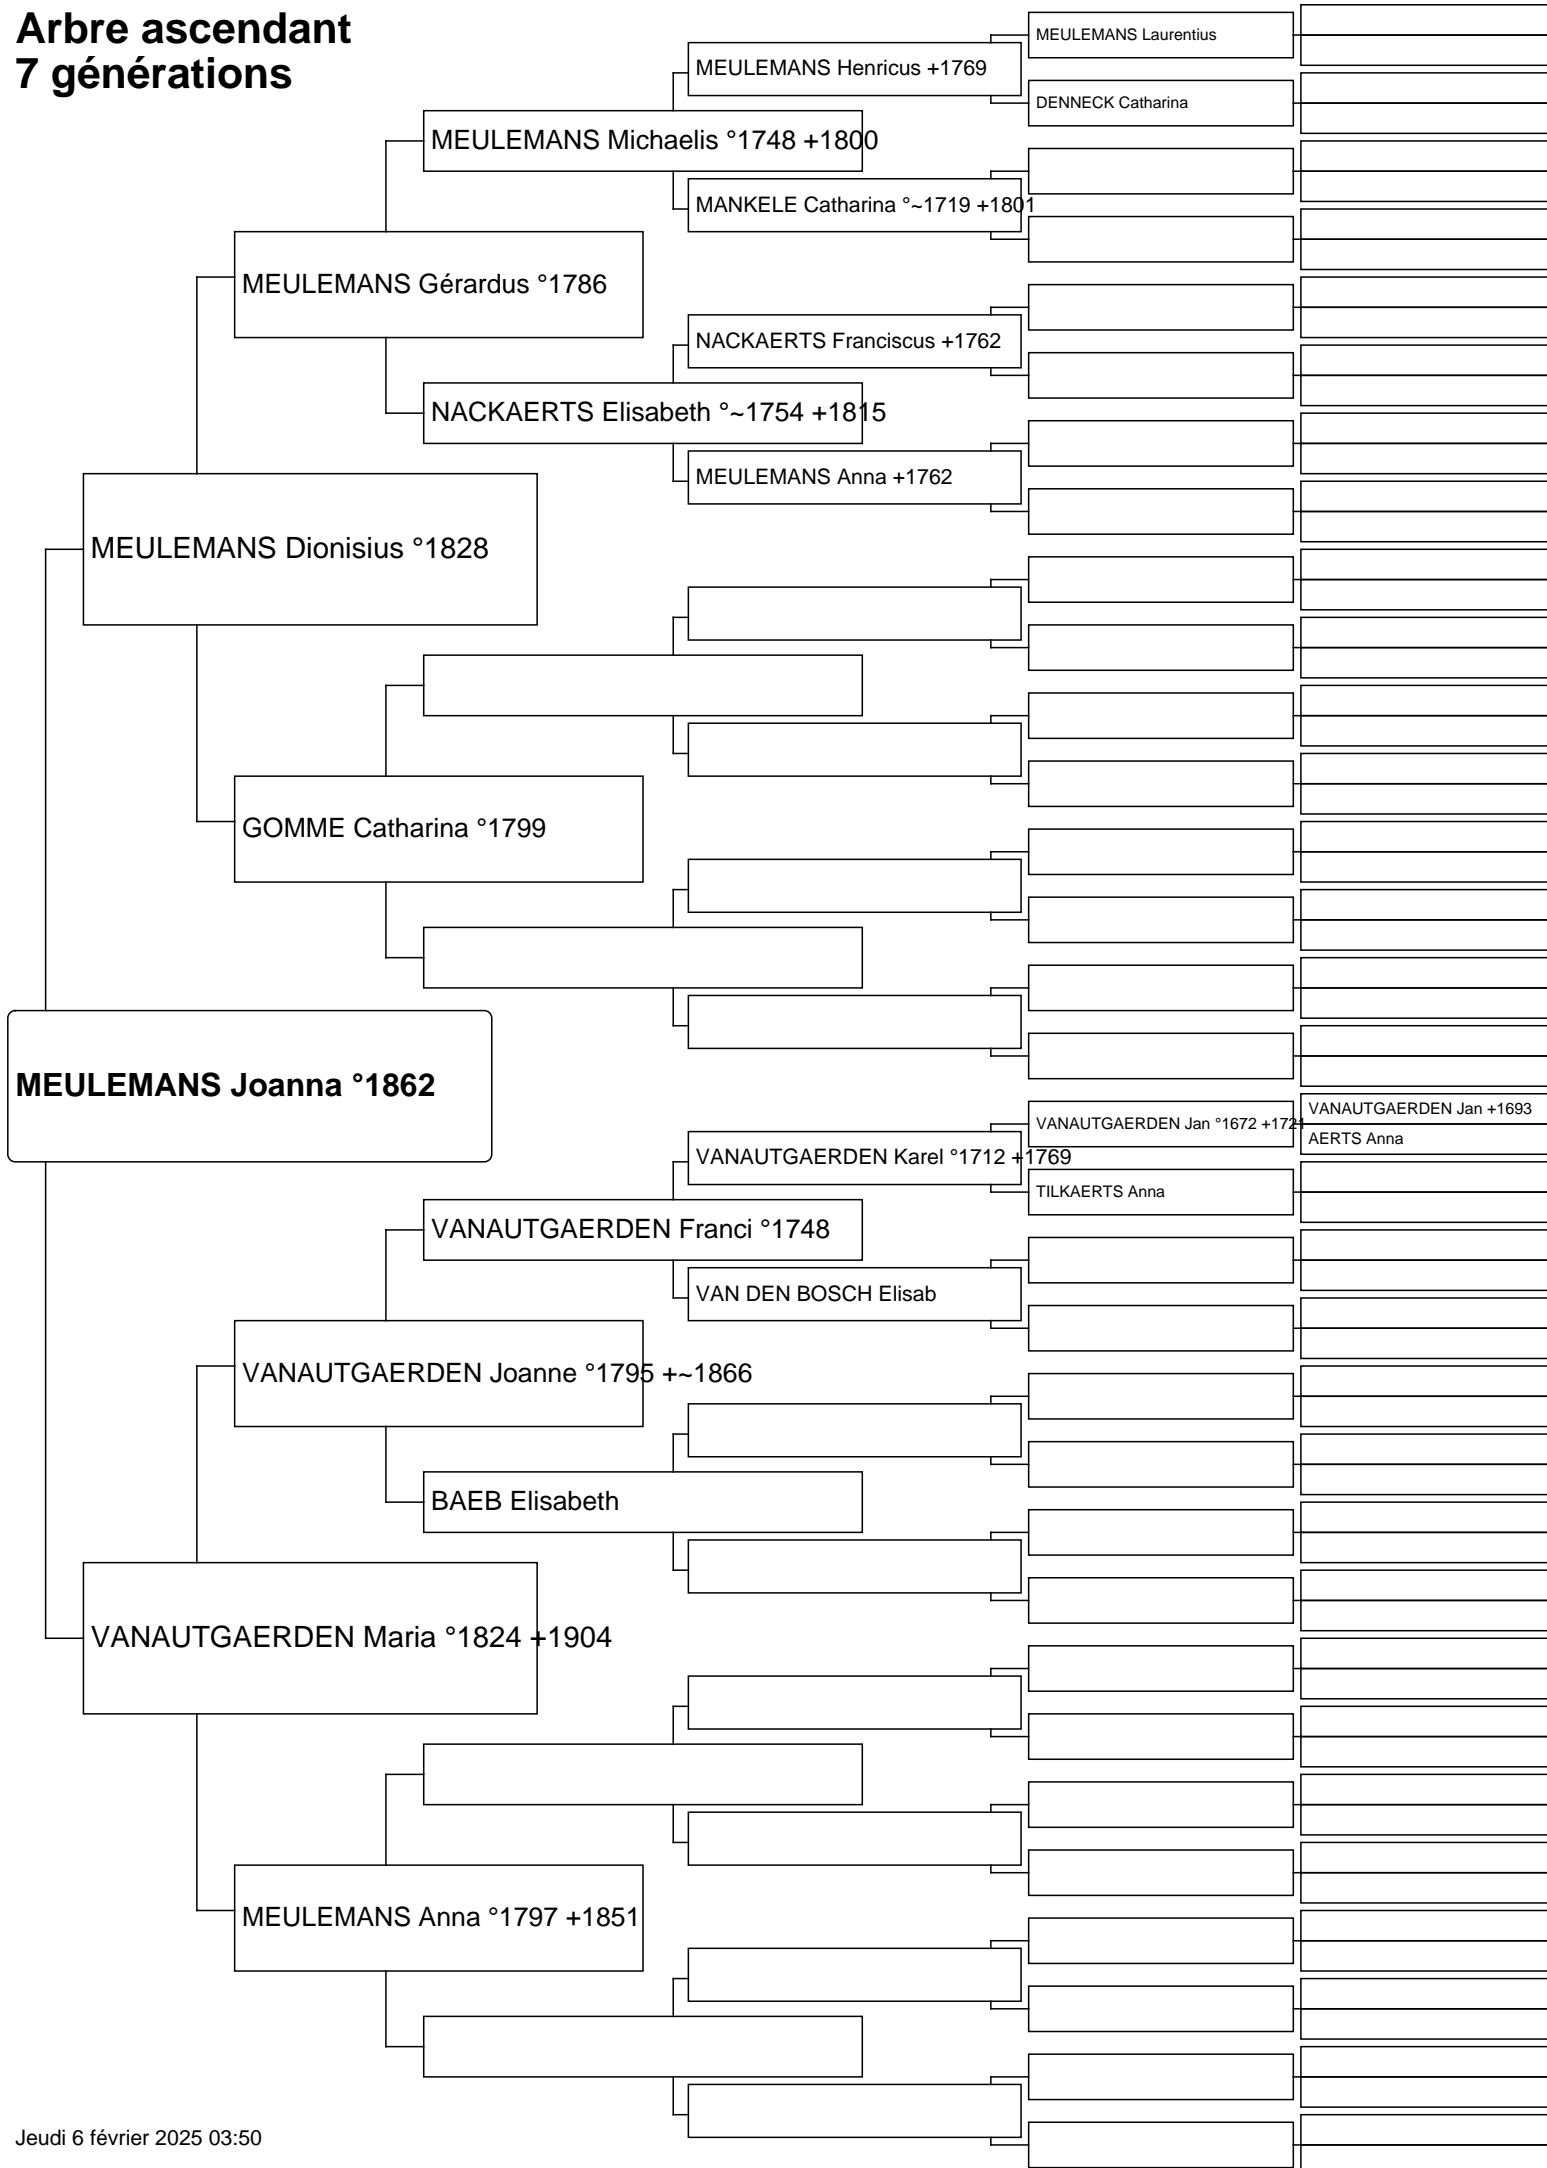 Arbre ascendant
7 générations
MEULEMANS Laurentius
MEULEMANS Henricus +1769
DENNECK Catharina
MEULEMANS Michaelis °1748 +1800
MANKELE Catharina °~1719 +1801
MEULEMANS Gérardus °1786
NACKAERTS Franciscus +1762
NACKAERTS Elisabeth °~1754 +1815
MEULEMANS Anna +1762
MEULEMANS Dionisius °1828
GOMME Catharina °1799
MEULEMANS Joanna °1862
VANAUTGAERDEN Jan +1693
VANAUTGAERDEN Jan °1672 +1721
AERTS Anna
VANAUTGAERDEN Karel °1712 +1769
TILKAERTS Anna
VANAUTGAERDEN Franci °1748
VAN DEN BOSCH Elisab
VANAUTGAERDEN Joanne °1795 +~1866
BAEB Elisabeth
VANAUTGAERDEN Maria °1824 +1904
MEULEMANS Anna °1797 +1851
Jeudi 6 février 2025 03:50